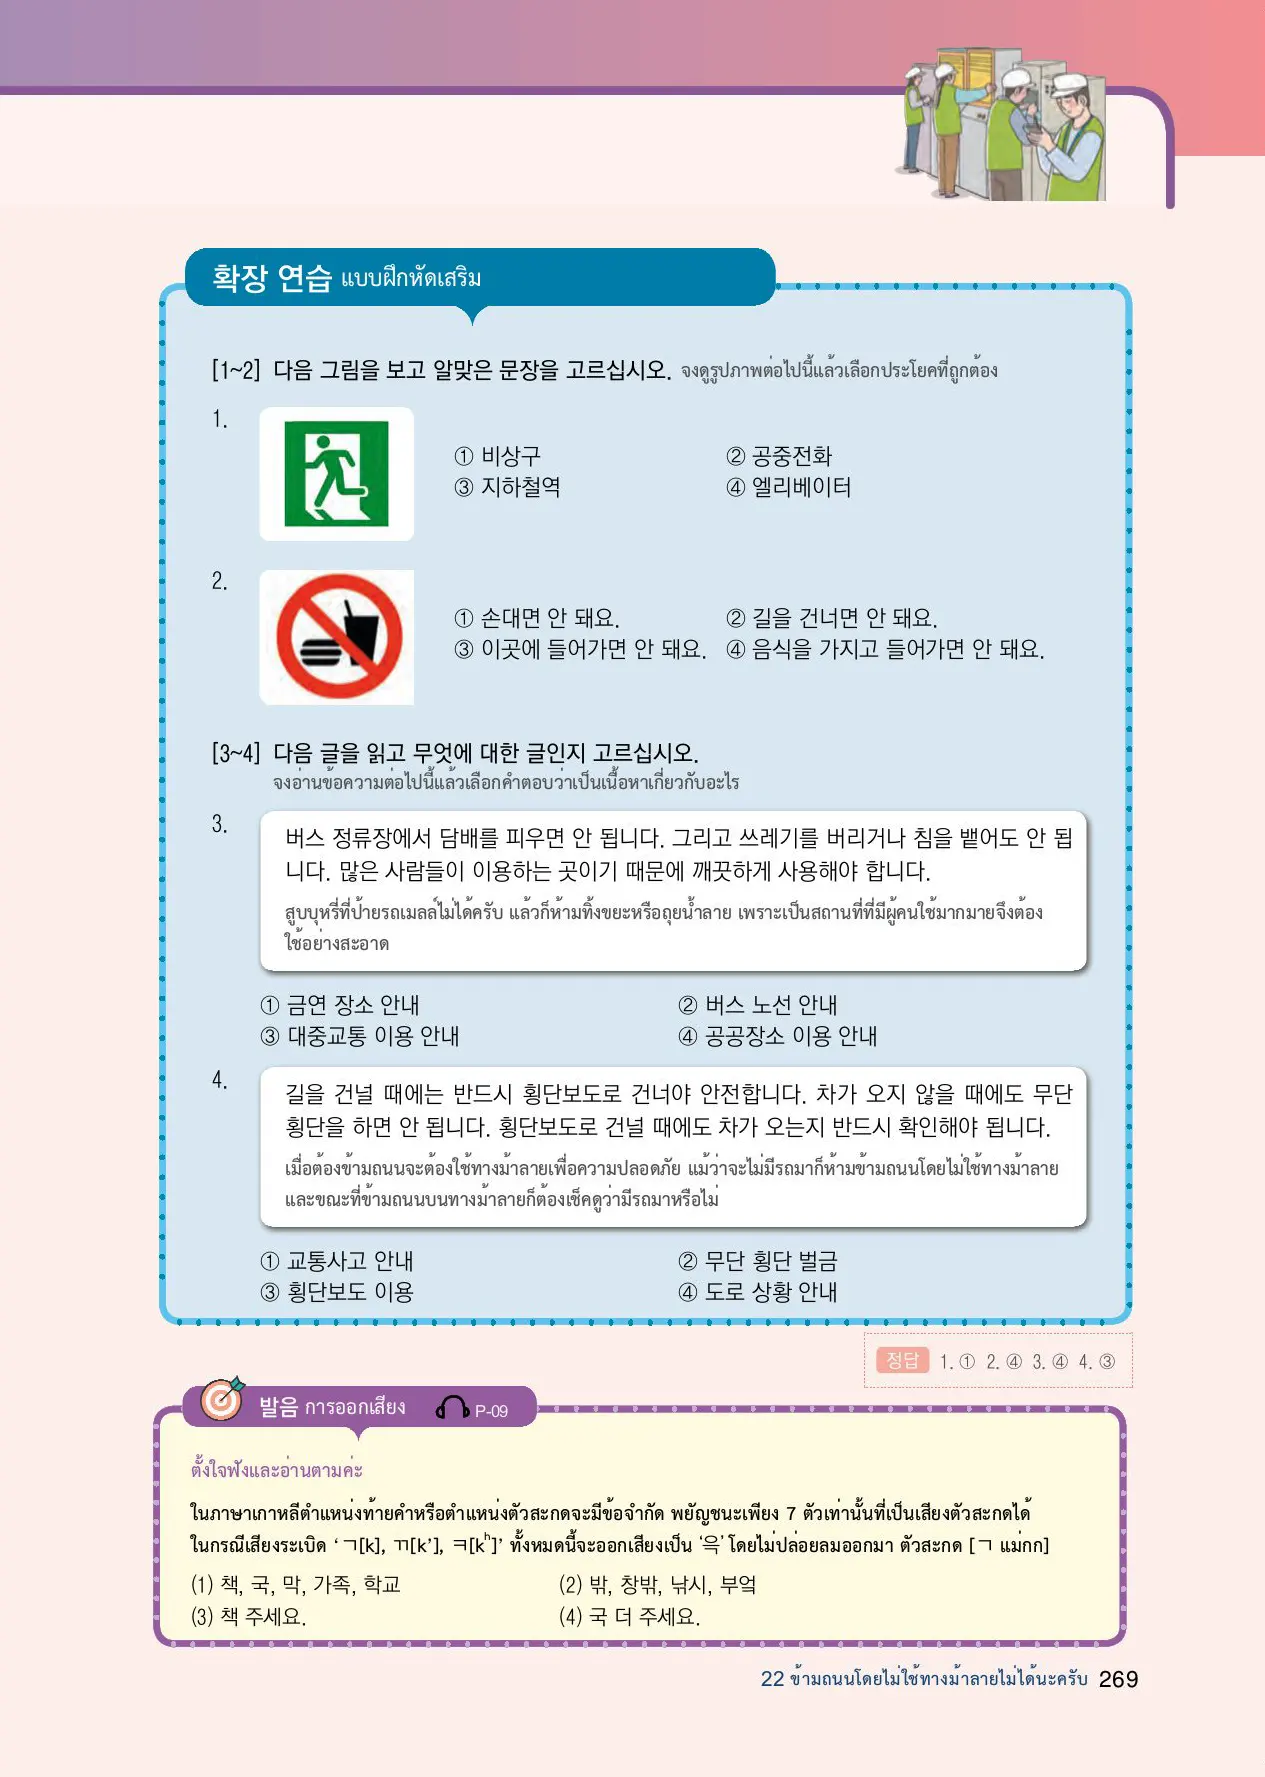 확장 연습 แบบฝึกหัดเสริม
[1~2] 다음 그림을 보고 알맞은 문장을 고르십시오. จงดูรูปภาพต่อไปนี้แล้วเลือกประโยคที่ถูกต้อง
1.
① 비상구 ② 공중전화
③ 지하철역 ④ 엘리베이터
2.
① 손대면 안 돼요. ② 길을 건너면 안 돼요.
③ 이곳에 들어가면 안 돼요. ④ 음식을 가지고 들어가면 안 돼요.
[3~4] 다음 글을 읽고 무엇에 대한 글인지 고르십시오.
จงอ่านข้อความต่อไปนี้แล้วเลือกคำตอบว่าเป็นเนื้อหาเกี่ยวกับอะไร
3.
버스 정류장에서 담배를 피우면 안 됩니다. 그리고 쓰레기를 버리거나 침을 뱉어도 안 됩
니다. 많은 사람들이 이용하는 곳이기 때문에 깨끗하게 사용해야 합니다.
สูบบุหรี่ที่ป้ายรถเมลล์ไม่ได้ครับ แล้วก็ห้ามทิ้งขยะหรือถุยน้ำลาย เพราะเป็นสถานที่ที่มีผู้คนใช้มากมายจึงต้อง
ใช้อย่างสะอาด
① 금연 장소 안내 ② 버스 노선 안내
③ 대중교통 이용 안내 ④ 공공장소 이용 안내
4.
길을 건널 때에는 반드시 횡단보도로 건너야 안전합니다. 차가 오지 않을 때에도 무단
횡단을 하면 안 됩니다. 횡단보도로 건널 때에도 차가 오는지 반드시 확인해야 됩니다.
เมื่อต้องข้ามถนนจะต้องใช้ทางม้าลายเพื่อความปลอดภัย แม้ว่าจะไม่มีรถมาก็ห้ามข้ามถนนโดยไม่ใช้ทางม้าลาย
และขณะที่ข้ามถนนบนทางม้าลายก็ต้องเช็คดูว่ามีรถมาหรือไม่
① 교통사고 안내 ② 무단 횡단 벌금
③ 횡단보도 이용 ④ 도로 상황 안내
정답 1. ① 2. ④ 3. ④ 4. ③
발음 การออกเสียง P-09
ตั้งใจฟังและอ่านตามค่ะ
ในภาษาเกาหลีตำแหน่งท้ายคำหรือตำแหน่งตัวสะกดจะมีข้อจำกัด พยัญชนะเพียง 7 ตัวเท่านั้นที่เป็นเสียงตัวสะกดได้
ในกรณีเสียงระเบิด ‘ㄱ[k], ㄲ[k’], ㅋ[kʰ]’ ทั้งหมดนี้จะออกเสียงเป็น ‘윽’ โดยไม่ปล่อยลมออกมา ตัวสะกด [ㄱ แม่กก]
(1) 책, 국, 막, 가족, 학교 (2) 밖, 창밖, 낚시, 부엌
(3) 책 주세요. (4) 국 더 주세요.
22 ข้ามถนนโดยไม่ใช้ทางม้าลายไม่ได้นะครับ 269